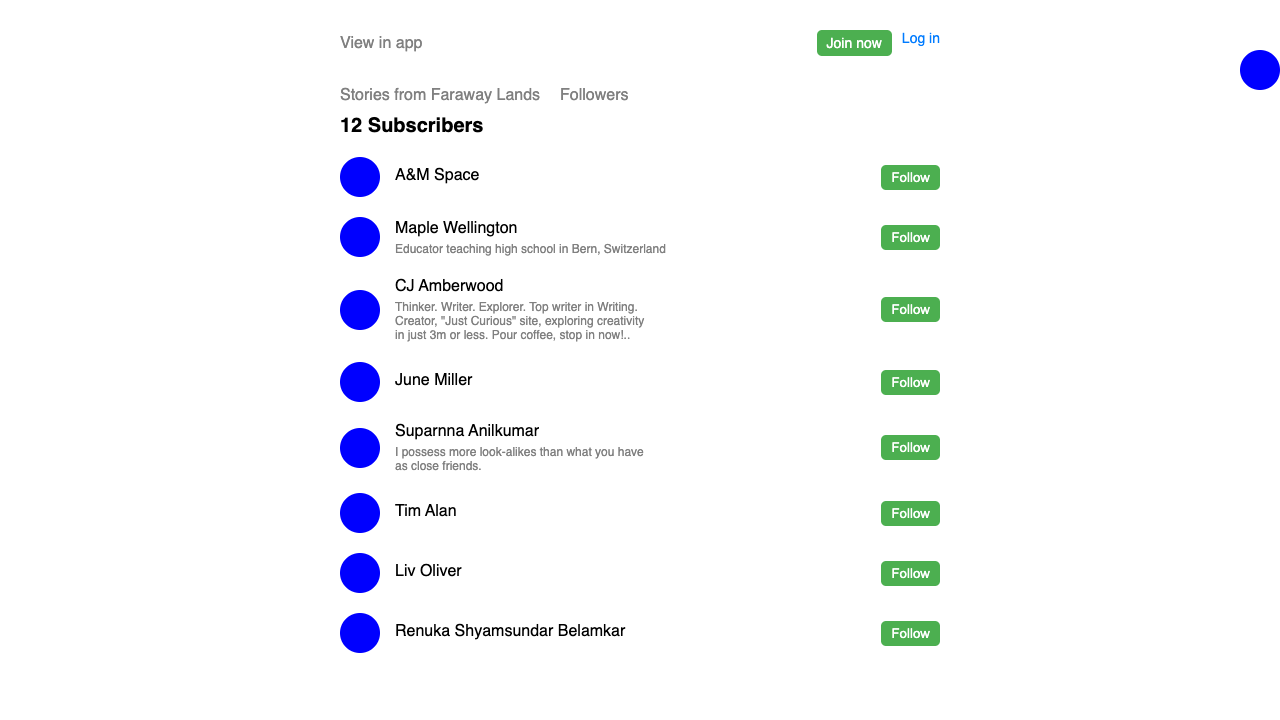 View in app
Join now
Log in
Stories from Faraway Lands
Followers
12 Subscribers
A&M Space
Follow
Maple Wellington
Educator teaching high school in Bern, Switzerland
Follow
CJ Amberwood
Thinker. Writer. Explorer. Top writer in Writing.
Creator, "Just Curious" site, exploring creativity
in just 3m or less. Pour coffee, stop in now!..
Follow
June Miller
Follow
Suparnna Anilkumar
I possess more look-alikes than what you have
as close friends.
Follow
Tim Alan
Follow
Liv Oliver
Follow
Renuka Shyamsundar Belamkar
Follow